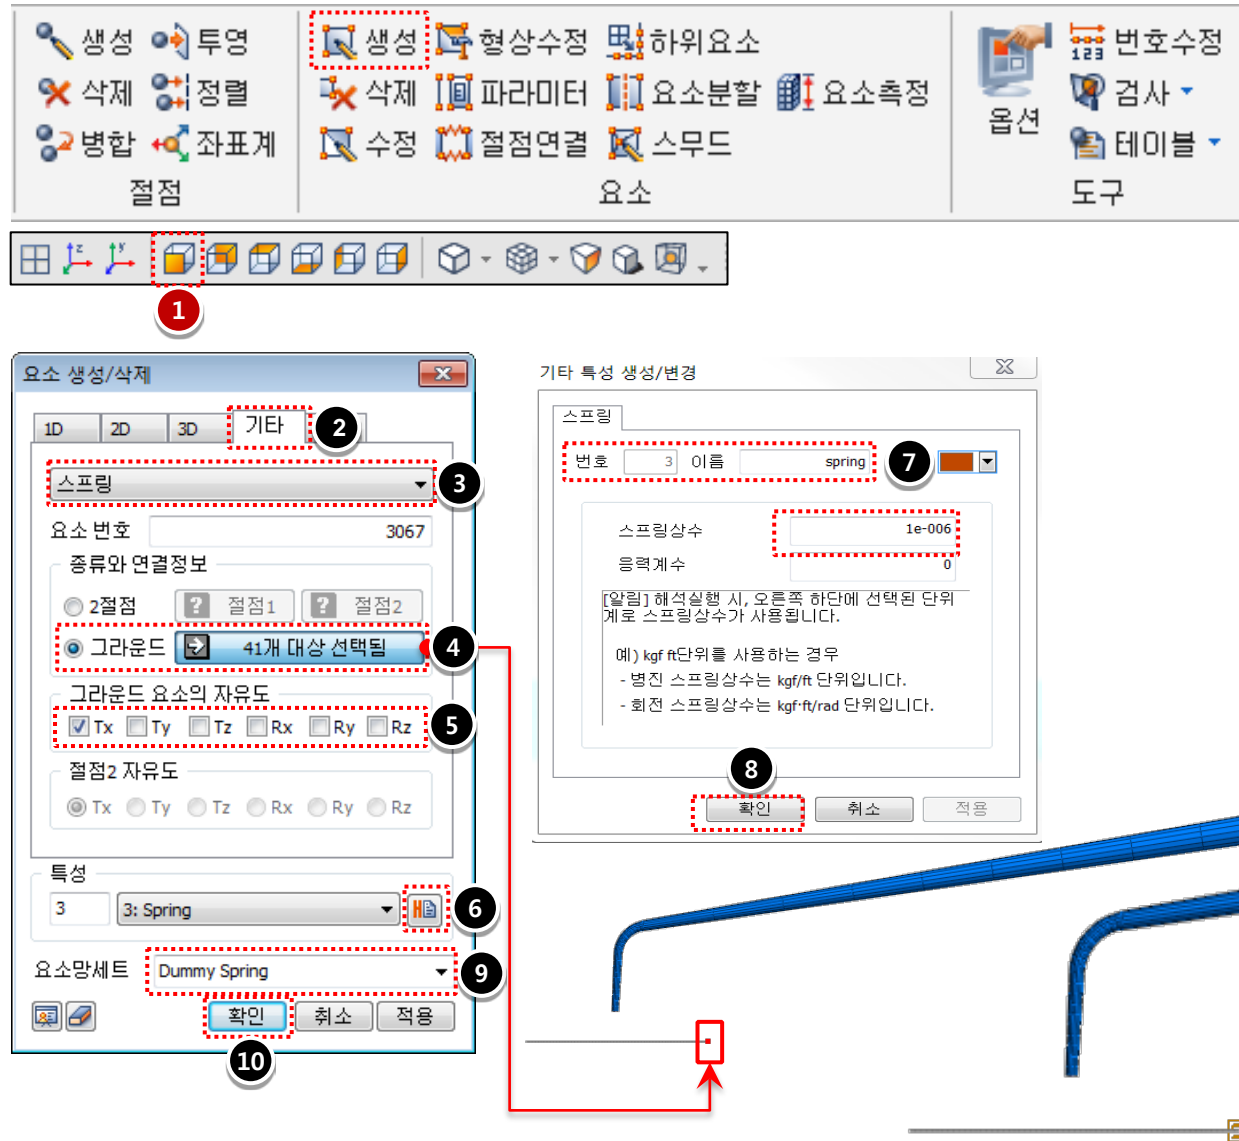 생성 투영 생성 형상수정 하위요소 번호수정
삭제 정렬 삭제 파라미터 요소분할 요소측정 검사
병합 좌표계 수정 절점연결 스무드 옵션 테이블
절점 요소 도구
1
요소 생성/삭제
1D 2D 3D 기타 2
스프링 3
요소 번호 3067
종류와 연결정보
2절점 ? 절점1 ? 절점2
그라운드 41개 대상 선택됨 4
그라운드 요소의 자유도
Tx Ty Tz Rx Ry Rz 5
절점2 자유도
Tx Ty Tz Rx Ry Rz
특성
3 3: Spring 6
요소망세트 Dummy Spring 9
확인 취소 적용
10
기타 특성 생성/변경
스프링
번호 3 이름 spring 7
스프링상수 1e-006
응력계수 0
[알림] 해석실행 시, 오른쪽 하단에 선택된 단위
계로 스프링상수가 사용됩니다.
예) kgf ft단위를 사용하는 경우
- 병진 스프링상수는 kgf/ft 단위입니다.
- 회전 스프링상수는 kgf·ft/rad 단위입니다.
8
확인 취소 적용